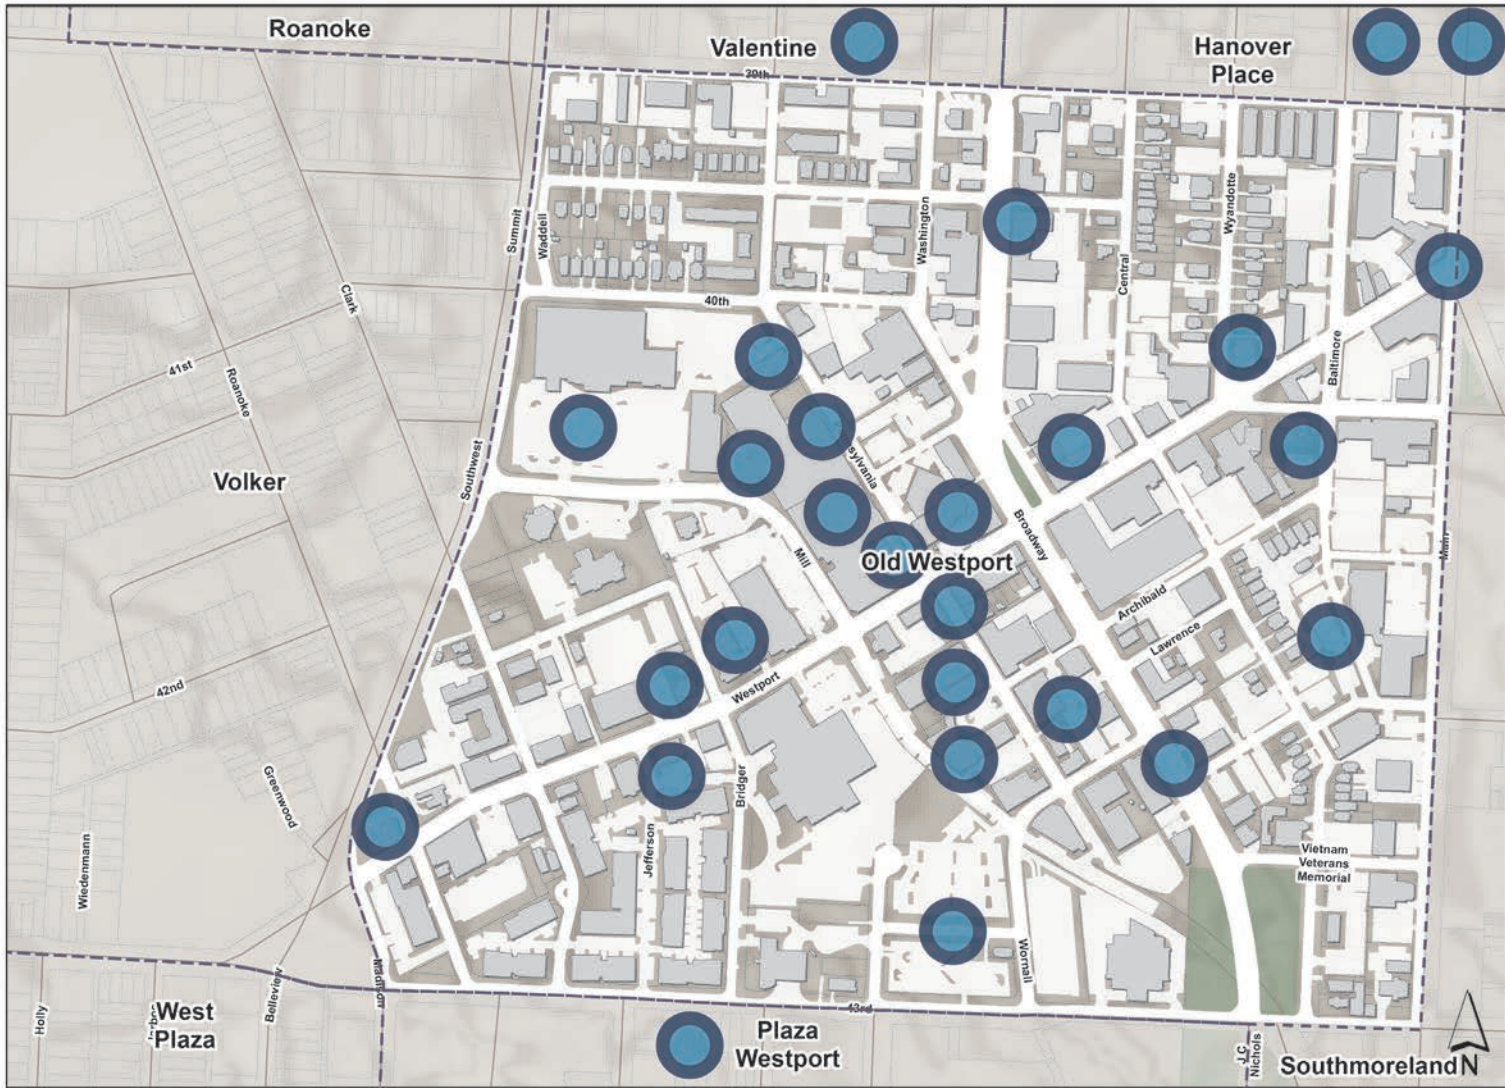 Roanoke
Valentine
Hanover
Place
39th
Summit
Waddell
Washington
Central
Wyandotte
40th
Clark
41st
Roanoke
Baltimore
Volker
Southwest
sylvania
Mill
Broadway
Old Westport
Main
Archibald
Lawrence
42nd
Westport
Greenwood
Bridger
Jefferson
Wiedenmann
Vietnam
Veterans
Memorial
Wornall
Madison
Belleview
Holly
West
Plaza
43rd
Plaza
Westport
J C
Nichols
Southmoreland
N